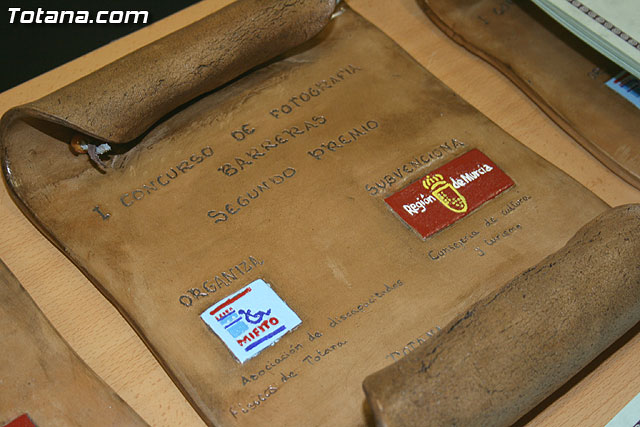 Totana.com
I CONCURSO DE FOTOGRAFIA
BARRERAS
SEGUNDO PREMIO
SUBVENCIONA
Región de Murcia
Consejería de cultura
y turismo
ORGANIZA
MIFITO
Asociación de discapacitados
físicos de Totana